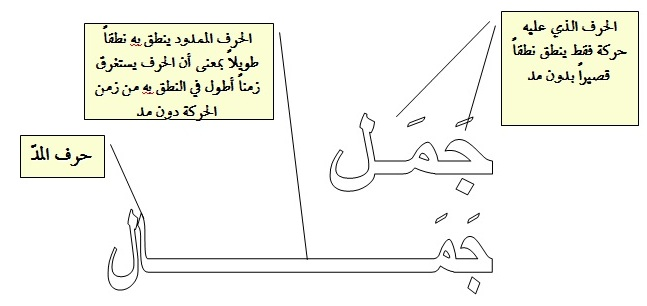 الحرف الذي عليه
حركة فقط ينطق نطقاً
قصيراً بدون مد
الحرف الممدود ينطق به نطقاً
طويلاً بمعنى أن الحرف يستغرق
زمناً أطول في النطق به من زمن
الحركة دون مد
حرف المدّ
جَمَل
جَمَال